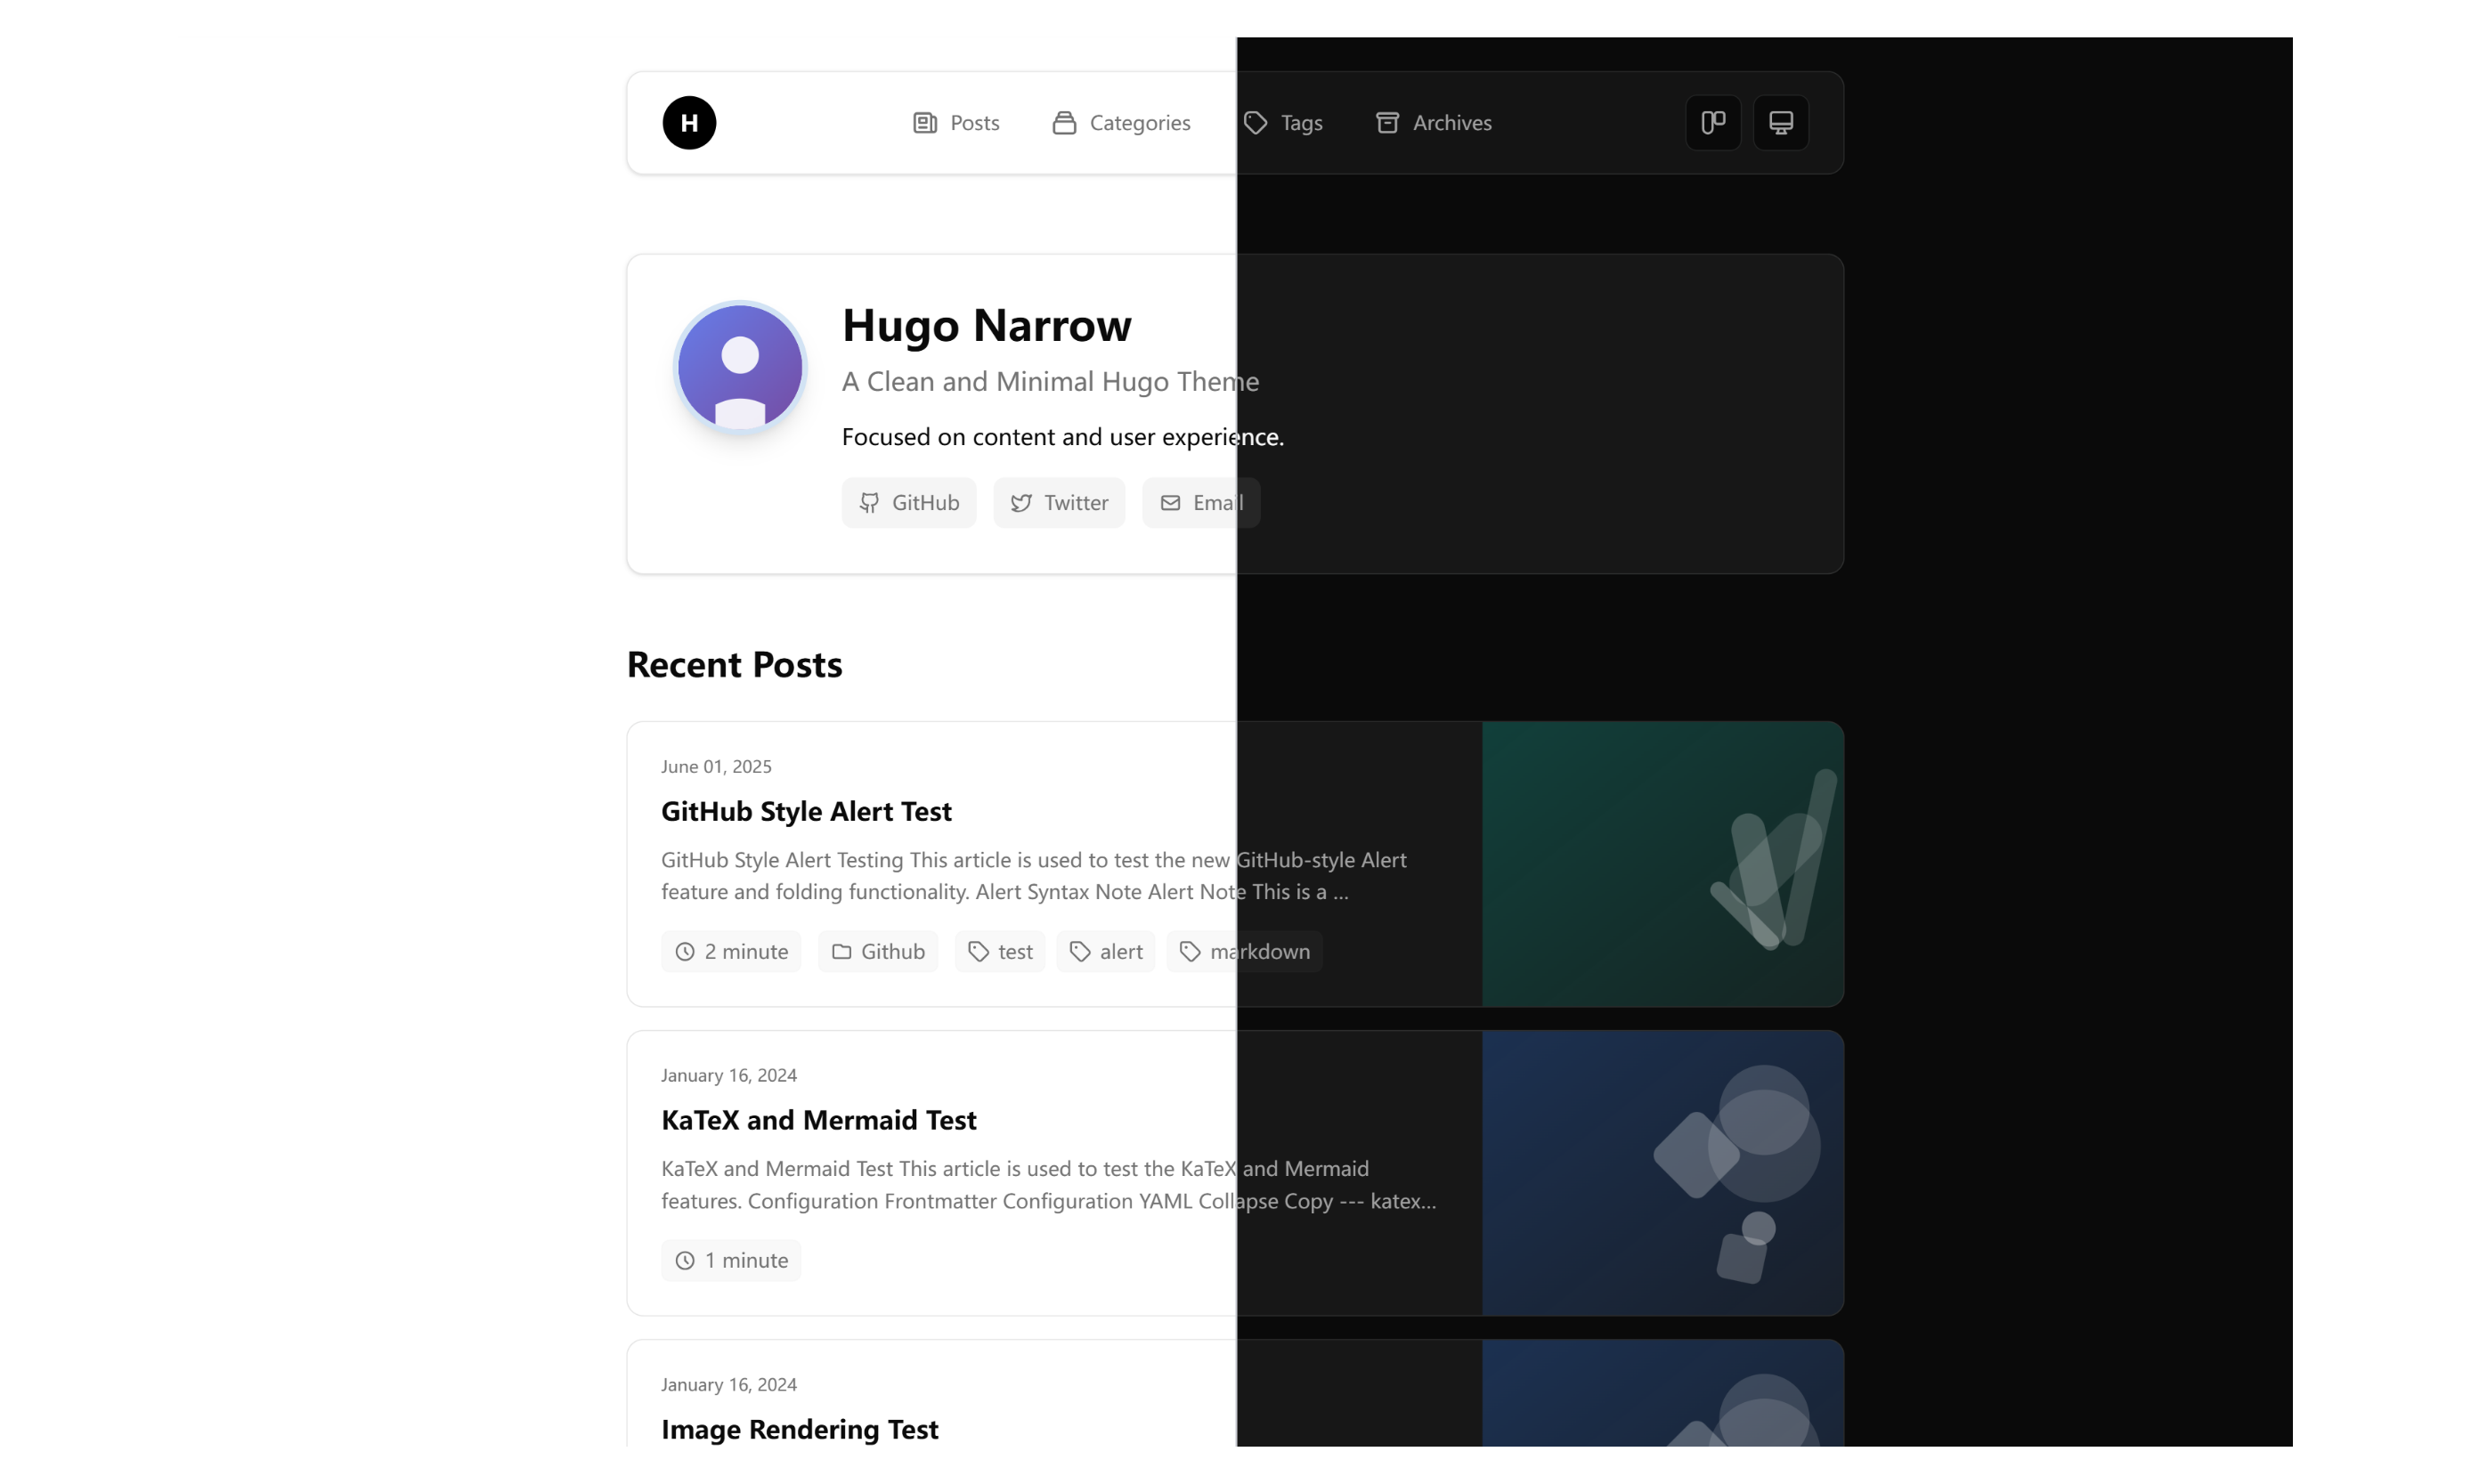 H
Posts Categories Tags Archives
Hugo Narrow
A Clean and Minimal Hugo Theme
Focused on content and user experience.
GitHub Twitter Email
Recent Posts
June 01, 2025
GitHub Style Alert Test
GitHub Style Alert Testing This article is used to test the new GitHub-style Alert
feature and folding functionality. Alert Syntax Note Alert Note This is a ...
2 minute Github test alert markdown
January 16, 2024
KaTeX and Mermaid Test
KaTeX and Mermaid Test This article is used to test the KaTeX and Mermaid
features. Configuration Frontmatter Configuration YAML Collapse Copy --- katex...
1 minute
January 16, 2024
Image Rendering Test